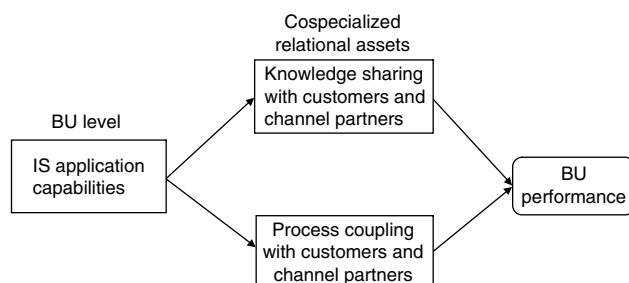 Cospecialized
relational assets
Knowledge sharing
with customers and
channel partners
BU level
IS application
capabilities
BU
performance
Process coupling
with customers and
channel partners